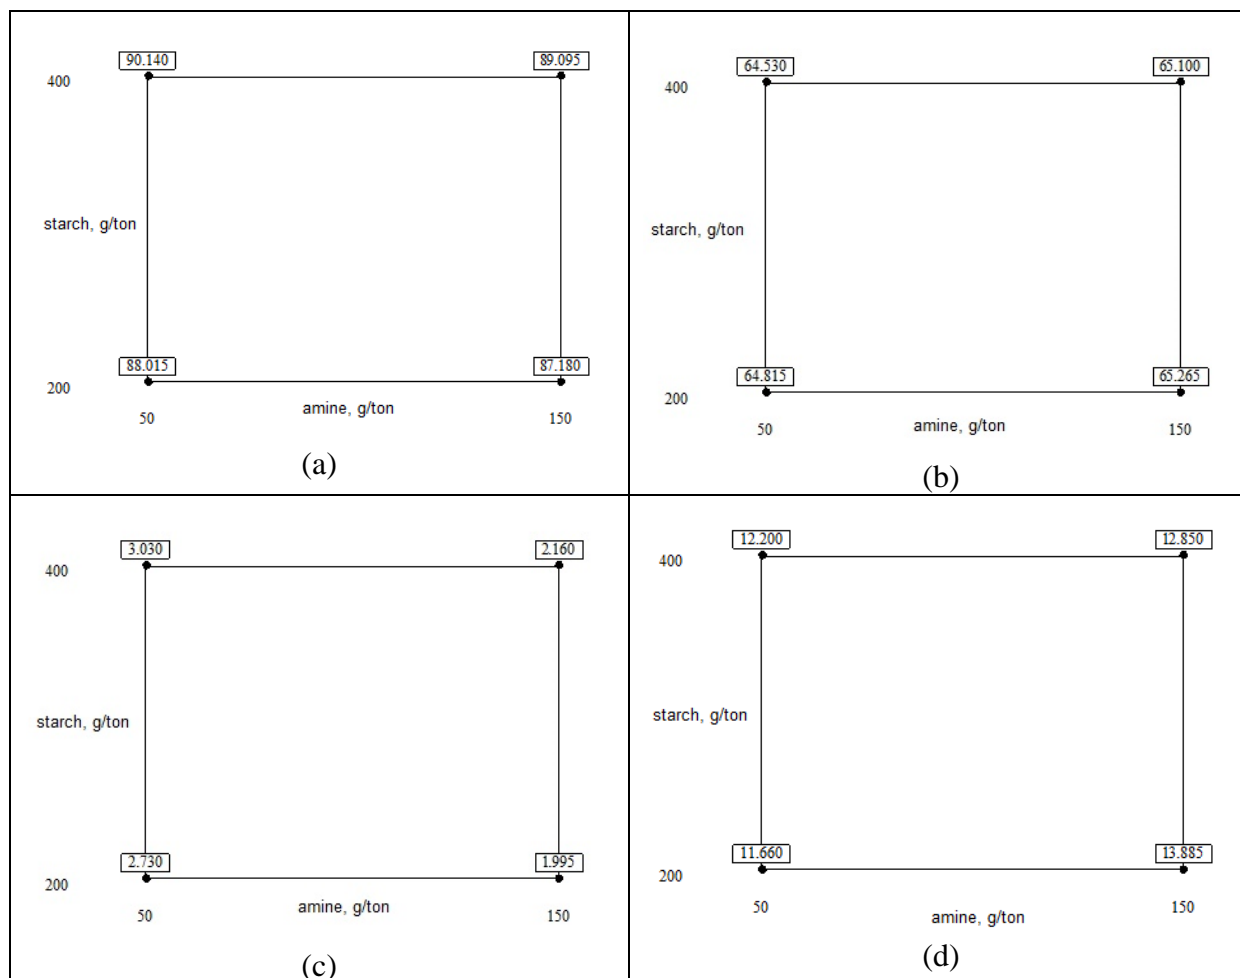 90.140 89.095
400
starch, g/ton
88.015 87.180
200
amine, g/ton
50 150
(a)
64.530 65.100
400
starch, g/ton
64.815 65.265
200
amine, g/ton
50 150
(b)
3.030 2.160
400
starch, g/ton
2.730 1.995
200
amine, g/ton
50 150
(c)
12.200 12.850
400
starch, g/ton
11.660 13.885
200
amine, g/ton
50 150
(d)